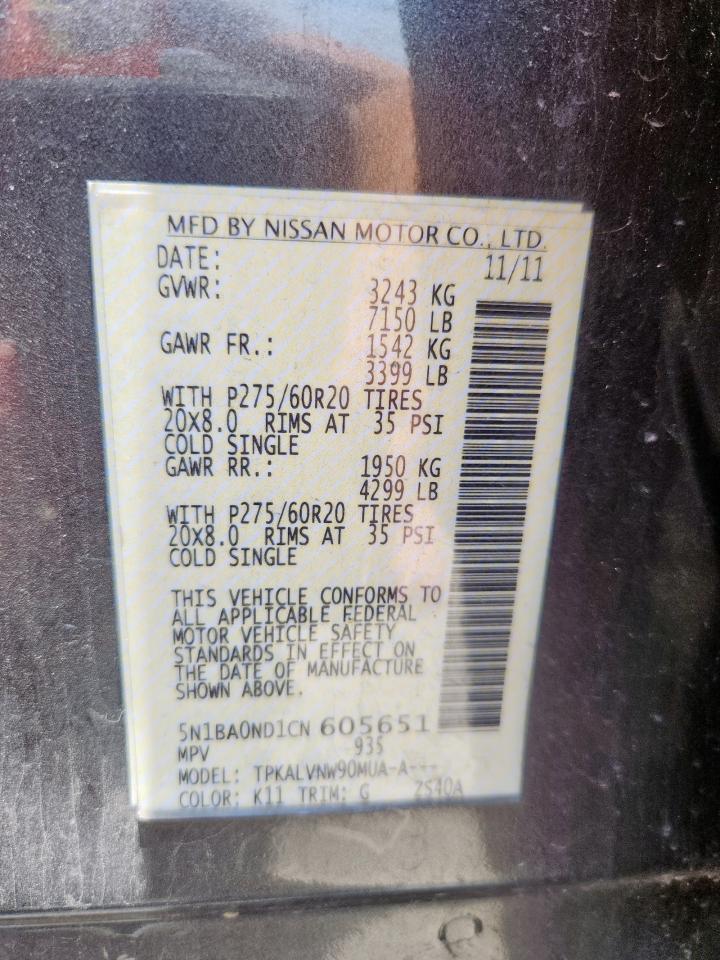 MFD BY NISSAN MOTOR CO., LTD.
DATE: 11/11
GVWR: 3243 KG
7150 LB
GAWR FR.: 1542 KG
3399 LB
WITH P275/60R20 TIRES
20X8.0 RIMS AT 35 PSI
COLD SINGLE
GAWR RR.: 1950 KG
4299 LB
WITH P275/60R20 TIRES
20X8.0 RIMS AT 35 PSI
COLD SINGLE
THIS VEHICLE CONFORMS TO
ALL APPLICABLE FEDERAL
MOTOR VEHICLE SAFETY
STANDARDS IN EFFECT ON
THE DATE OF MANUFACTURE
SHOWN ABOVE.
5N1BA0ND1CN 605651
MPV 935
MODEL: TPKALVNW90MUA-A---
COLOR: K11 TRIM: G ZS40A